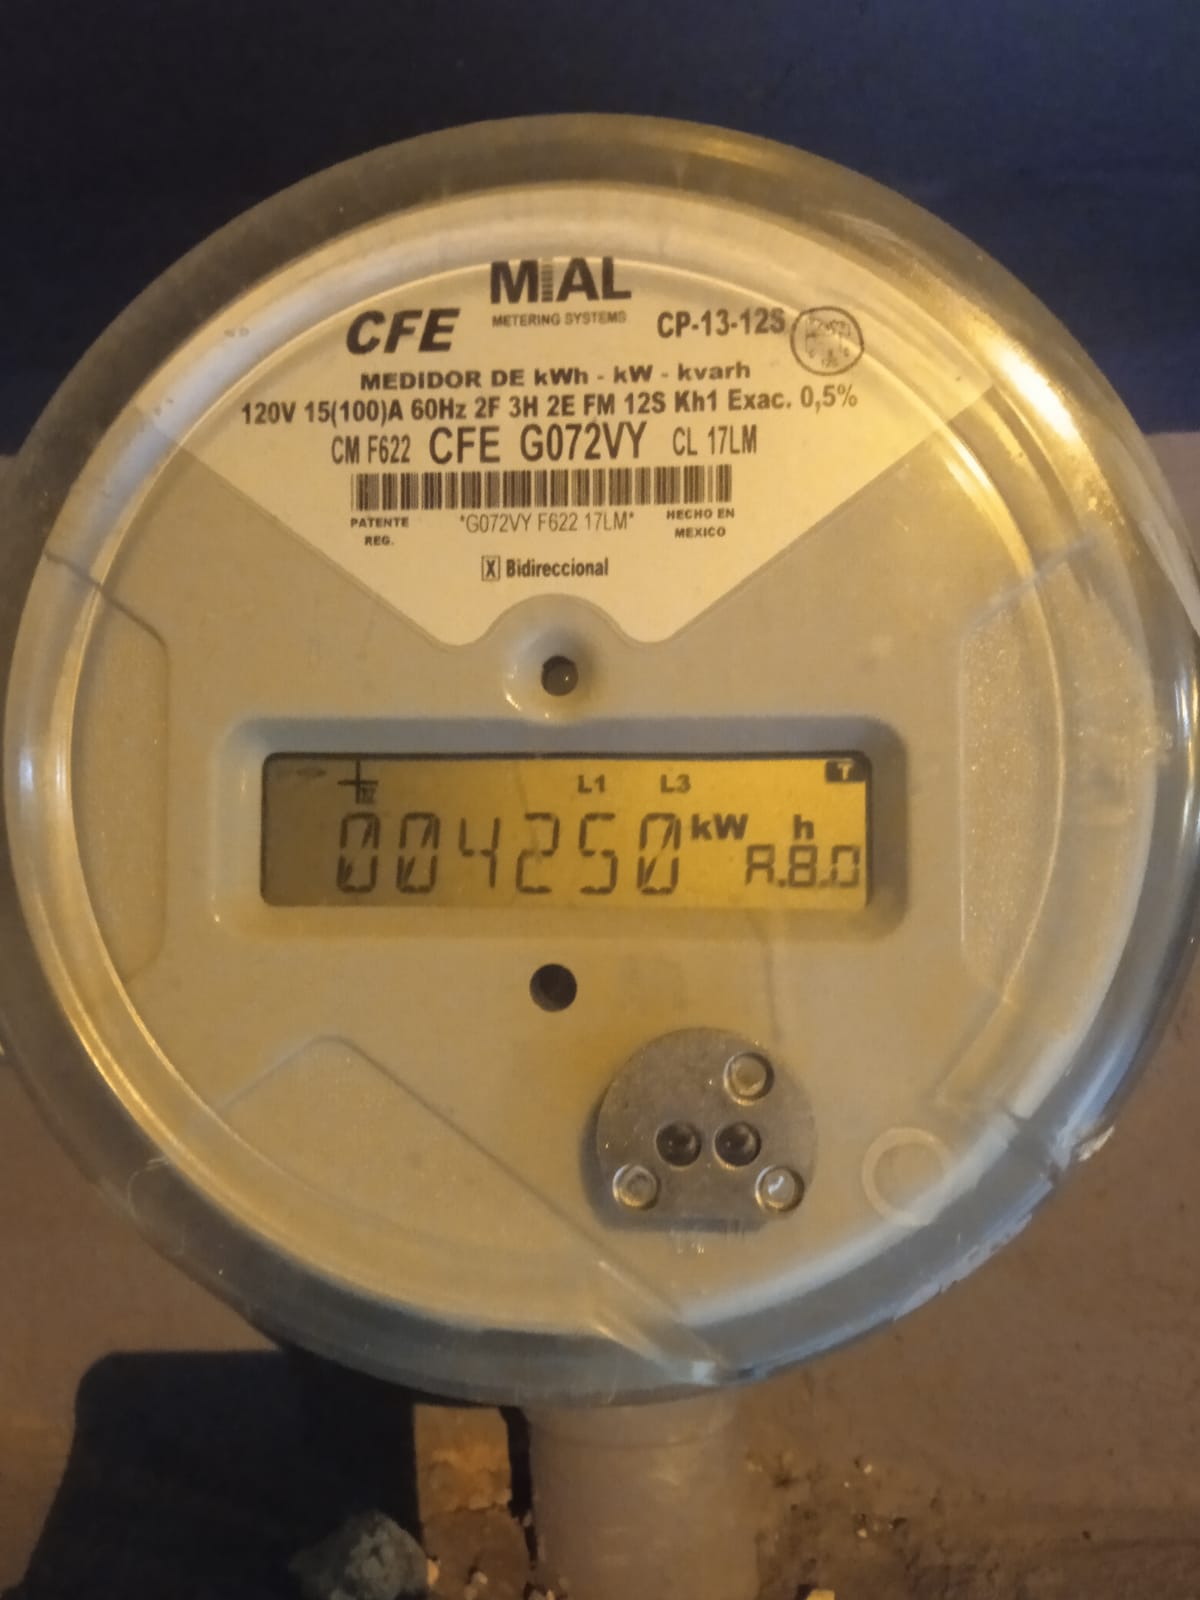 MIAL
METERING SYSTEMS
CFE
CP-13-12S
MEDIDOR DE kWh - kW - kvarh
120V 15(100)A 60Hz 2F 3H 2E FM 12S Kh1 Exac. 0,5%
CM F622 CFE G072VY CL 17LM
PATENTE REG.
*G072VY F622 17LM*
HECHO EN MEXICO
X Bidireccional
L1 L3 T
004250 kW h
A.8.0